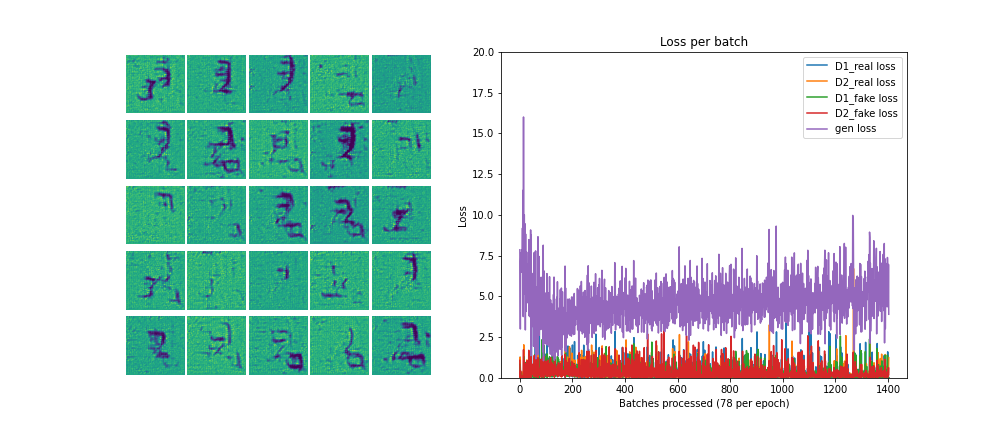 Loss per batch
20.0
17.5
15.0
12.5
10.0
7.5
5.0
2.5
0.0
Loss
D1_real loss
D2_real loss
D1_fake loss
D2_fake loss
gen loss
0 200 400 600 800 1000 1200 1400
Batches processed (78 per epoch)